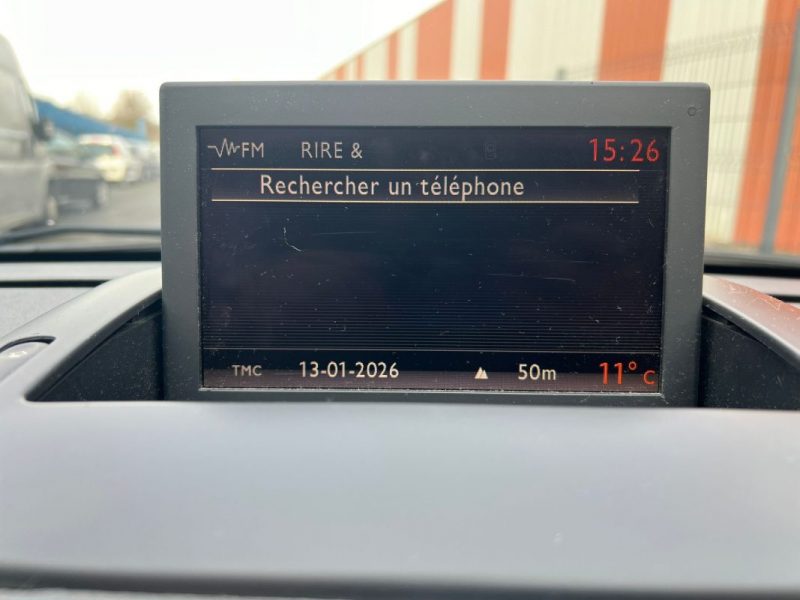 FM RIRE & 15:26
Rechercher un téléphone
TMC 13-01-2026 50m 11° C